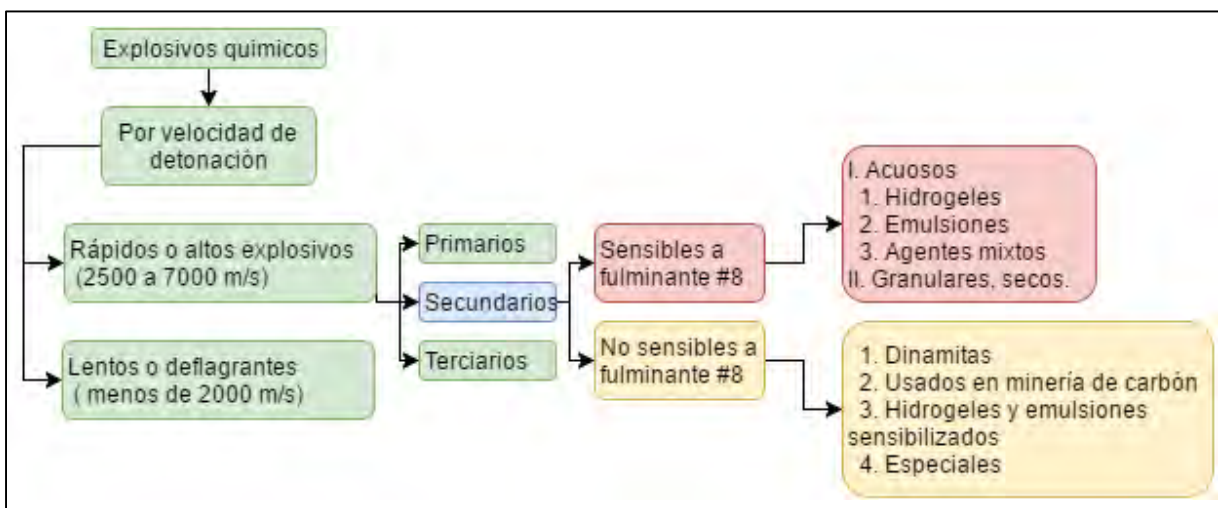 Explosivos quimicos
Por velocidad de
detonación
Rápidos o altos explosivos
(2500 a 7000 m/s)
Lentos o deflagrantes
( menos de 2000 m/s)
Primarios
Secundarios
Terciarios
Sensibles a
fulminante #8
No sensibles a
fulminante #8
I. Acuosos
1. Hidrogeles
2. Emulsiones
3. Agentes mixtos
II. Granulares, secos.
1. Dinamitas
2. Usados en minería de carbón
3. Hidrogeles y emulsiones
sensibilizados
4. Especiales